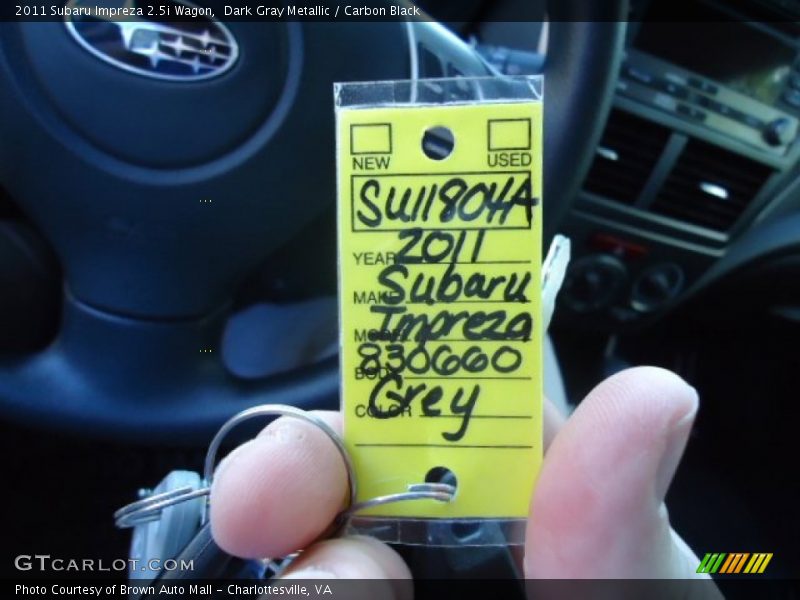 2011 Subaru Impreza 2.5i Wagon,  Dark Gray Metallic / Carbon Black
NEW USED
SU11804A
YEAR 2011
MAKE Subaru
MODEL Impreza
BODY 830660
COLOR Grey
GTCARLOT.COM
Photo Courtesy of Brown Auto Mall - Charlottesville, VA